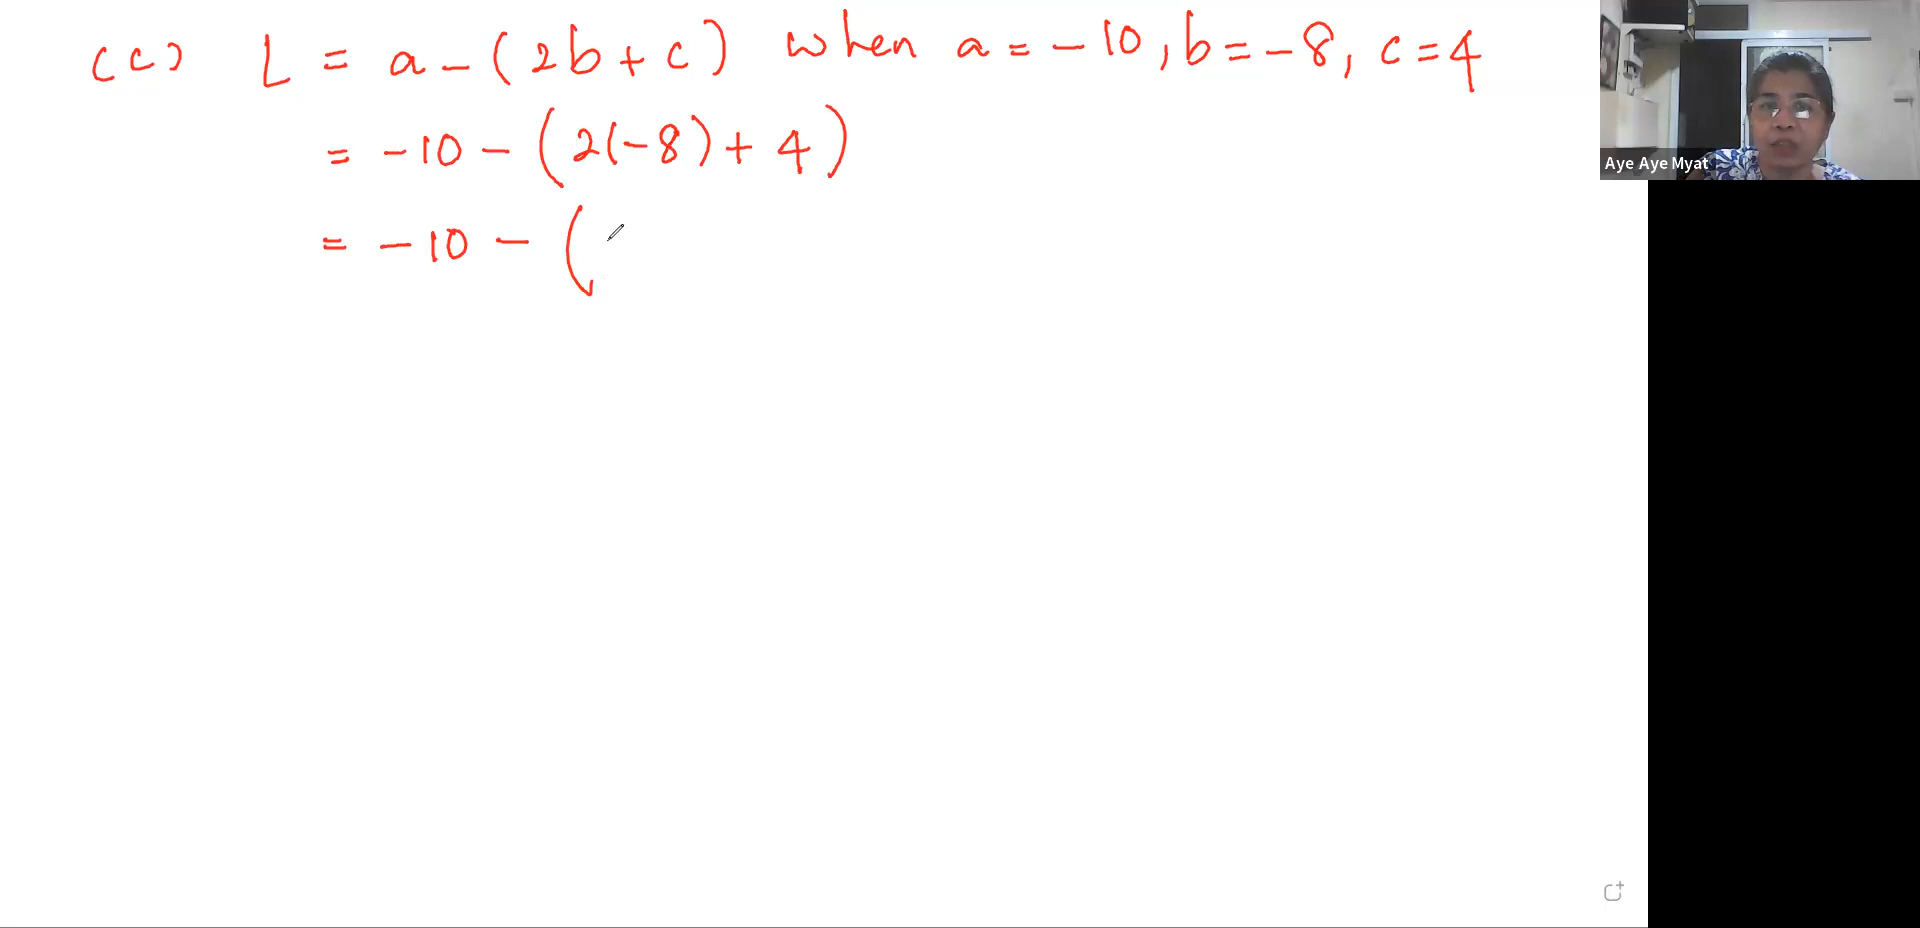 (c) L = a - (2b + c) when a = -10, b = -8, c = 4
= -10 - (2(-8) + 4)
= -10 - (
Aye Aye Myat